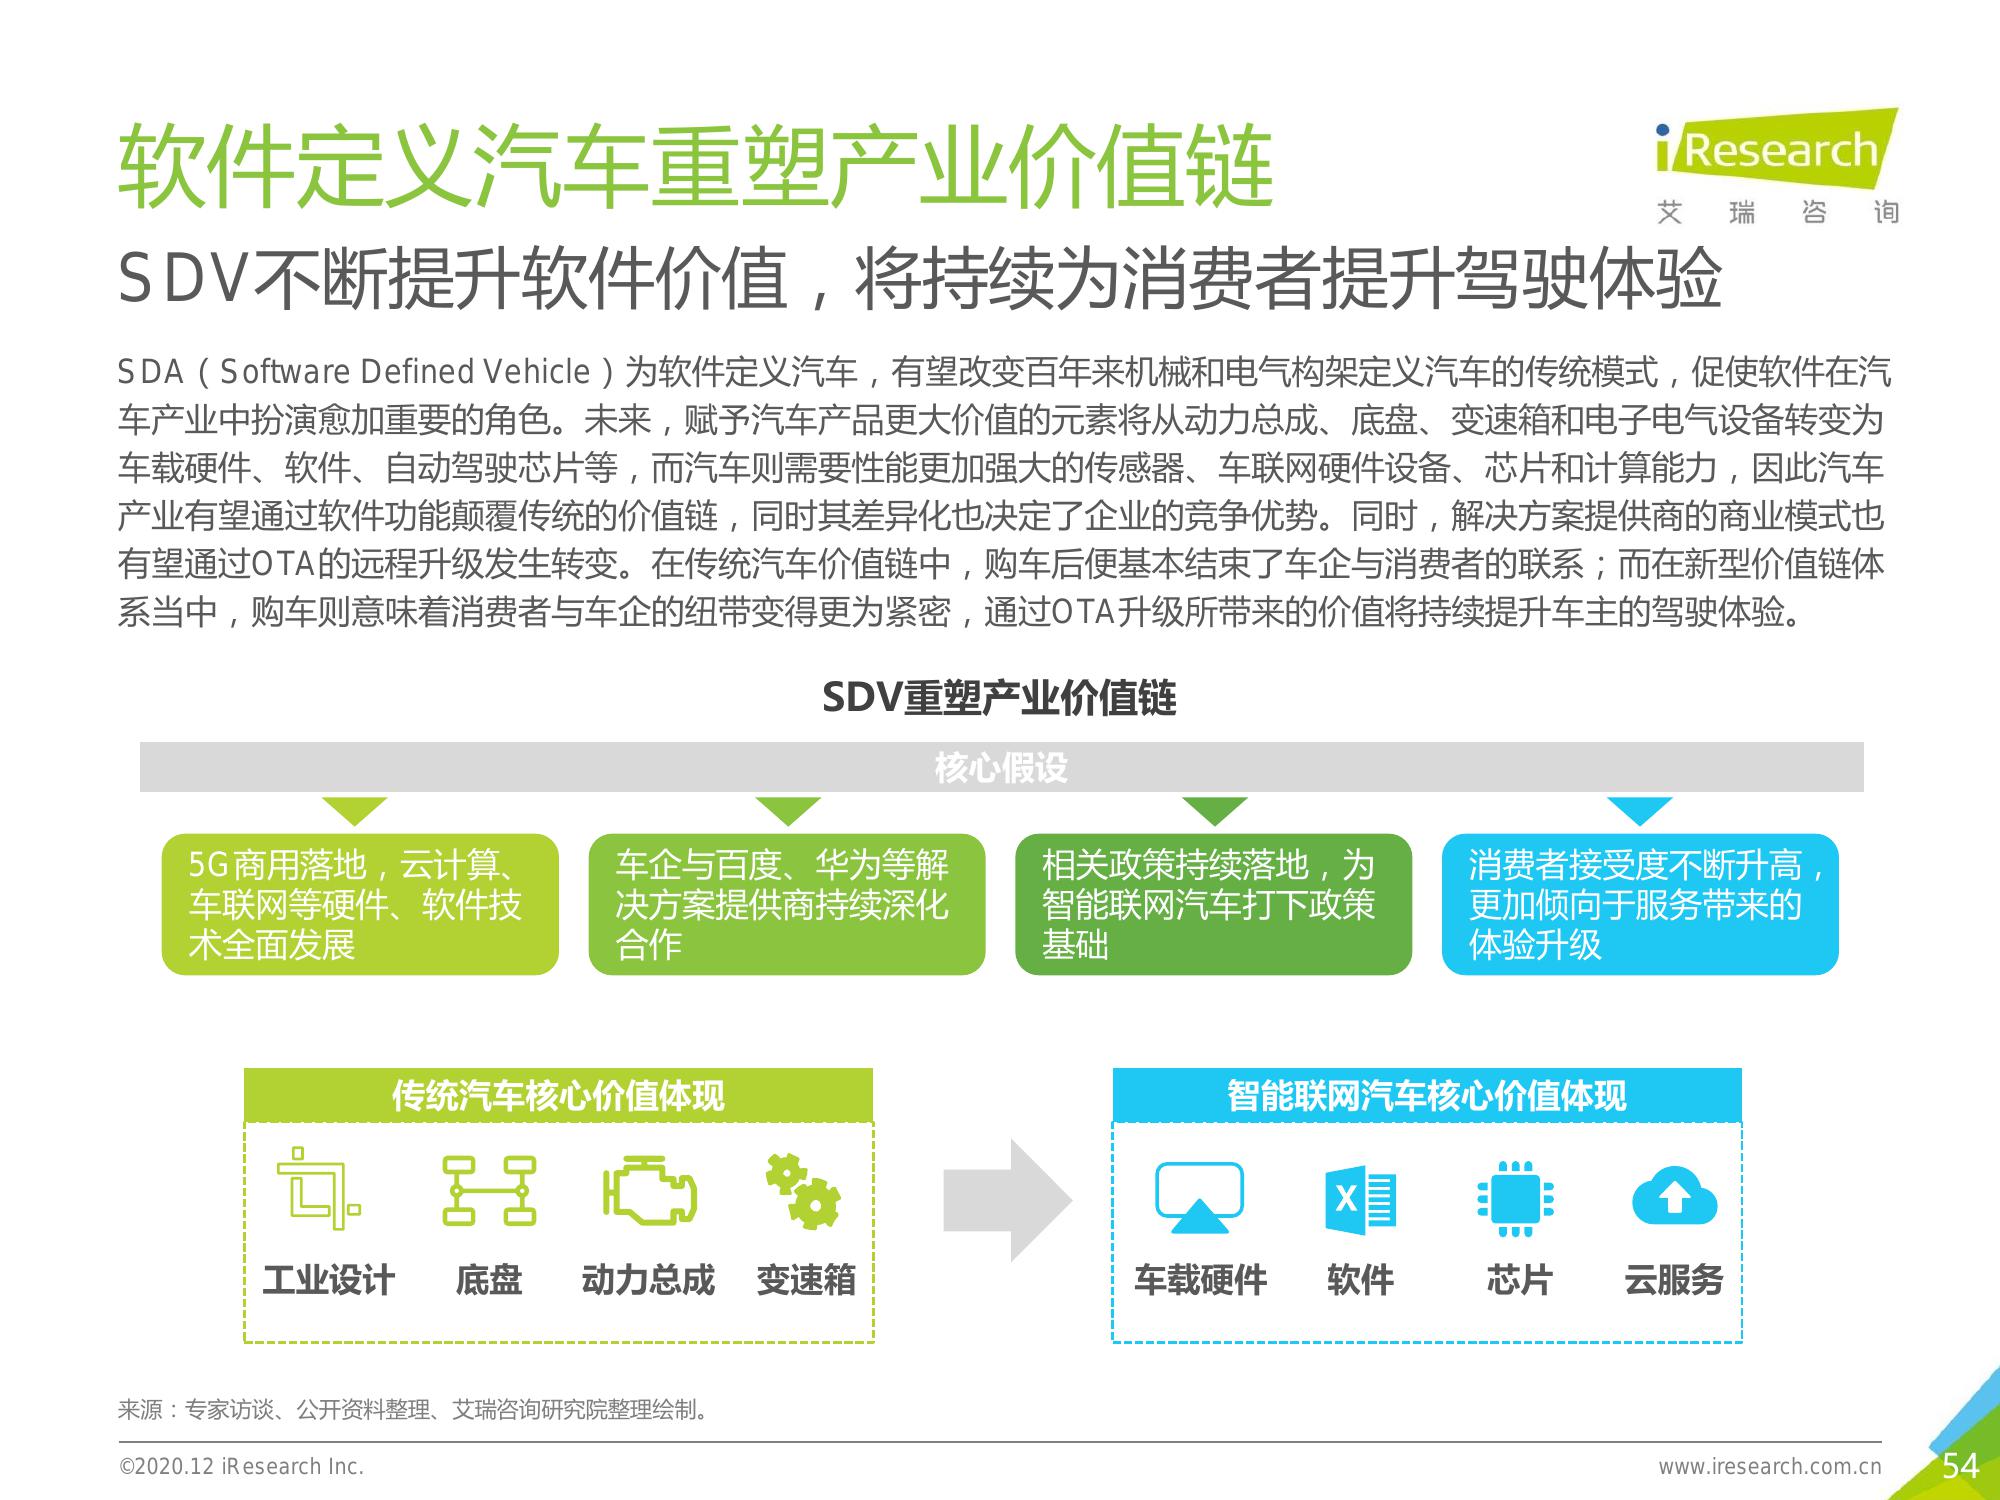 软件定义汽车重塑产业价值链
iResearch
艾瑞咨询
SDV不断提升软件价值，将持续为消费者提升驾驶体验
SDA（Software Defined Vehicle）为软件定义汽车，有望改变百年来机械和电气构架定义汽车的传统模式，促使软件在汽
车产业中扮演愈加重要的角色。未来，赋予汽车产品更大价值的元素将从动力总成、底盘、变速箱和电子电气设备转变为
车载硬件、软件、自动驾驶芯片等，而汽车则需要性能更加强大的传感器、车联网硬件设备、芯片和计算能力，因此汽车
产业有望通过软件功能颠覆传统的价值链，同时其差异化也决定了企业的竞争优势。同时，解决方案提供商的商业模式也
有望通过OTA的远程升级发生转变。在传统汽车价值链中，购车后便基本结束了车企与消费者的联系；而在新型价值链体
系当中，购车则意味着消费者与车企的纽带变得更为紧密，通过OTA升级所带来的价值将持续提升车主的驾驶体验。
SDV重塑产业价值链
核心假设
5G商用落地，云计算、
车联网等硬件、软件技
术全面发展
车企与百度、华为等解
决方案提供商持续深化
合作
相关政策持续落地，为
智能联网汽车打下政策
基础
消费者接受度不断升高，
更加倾向于服务带来的
体验升级
传统汽车核心价值体现
工业设计
底盘
动力总成
变速箱
智能联网汽车核心价值体现
X
车载硬件
软件
芯片
云服务
来源：专家访谈、公开资料整理、艾瑞咨询研究院整理绘制。
©2020.12 iResearch Inc.
www.iresearch.com.cn
54